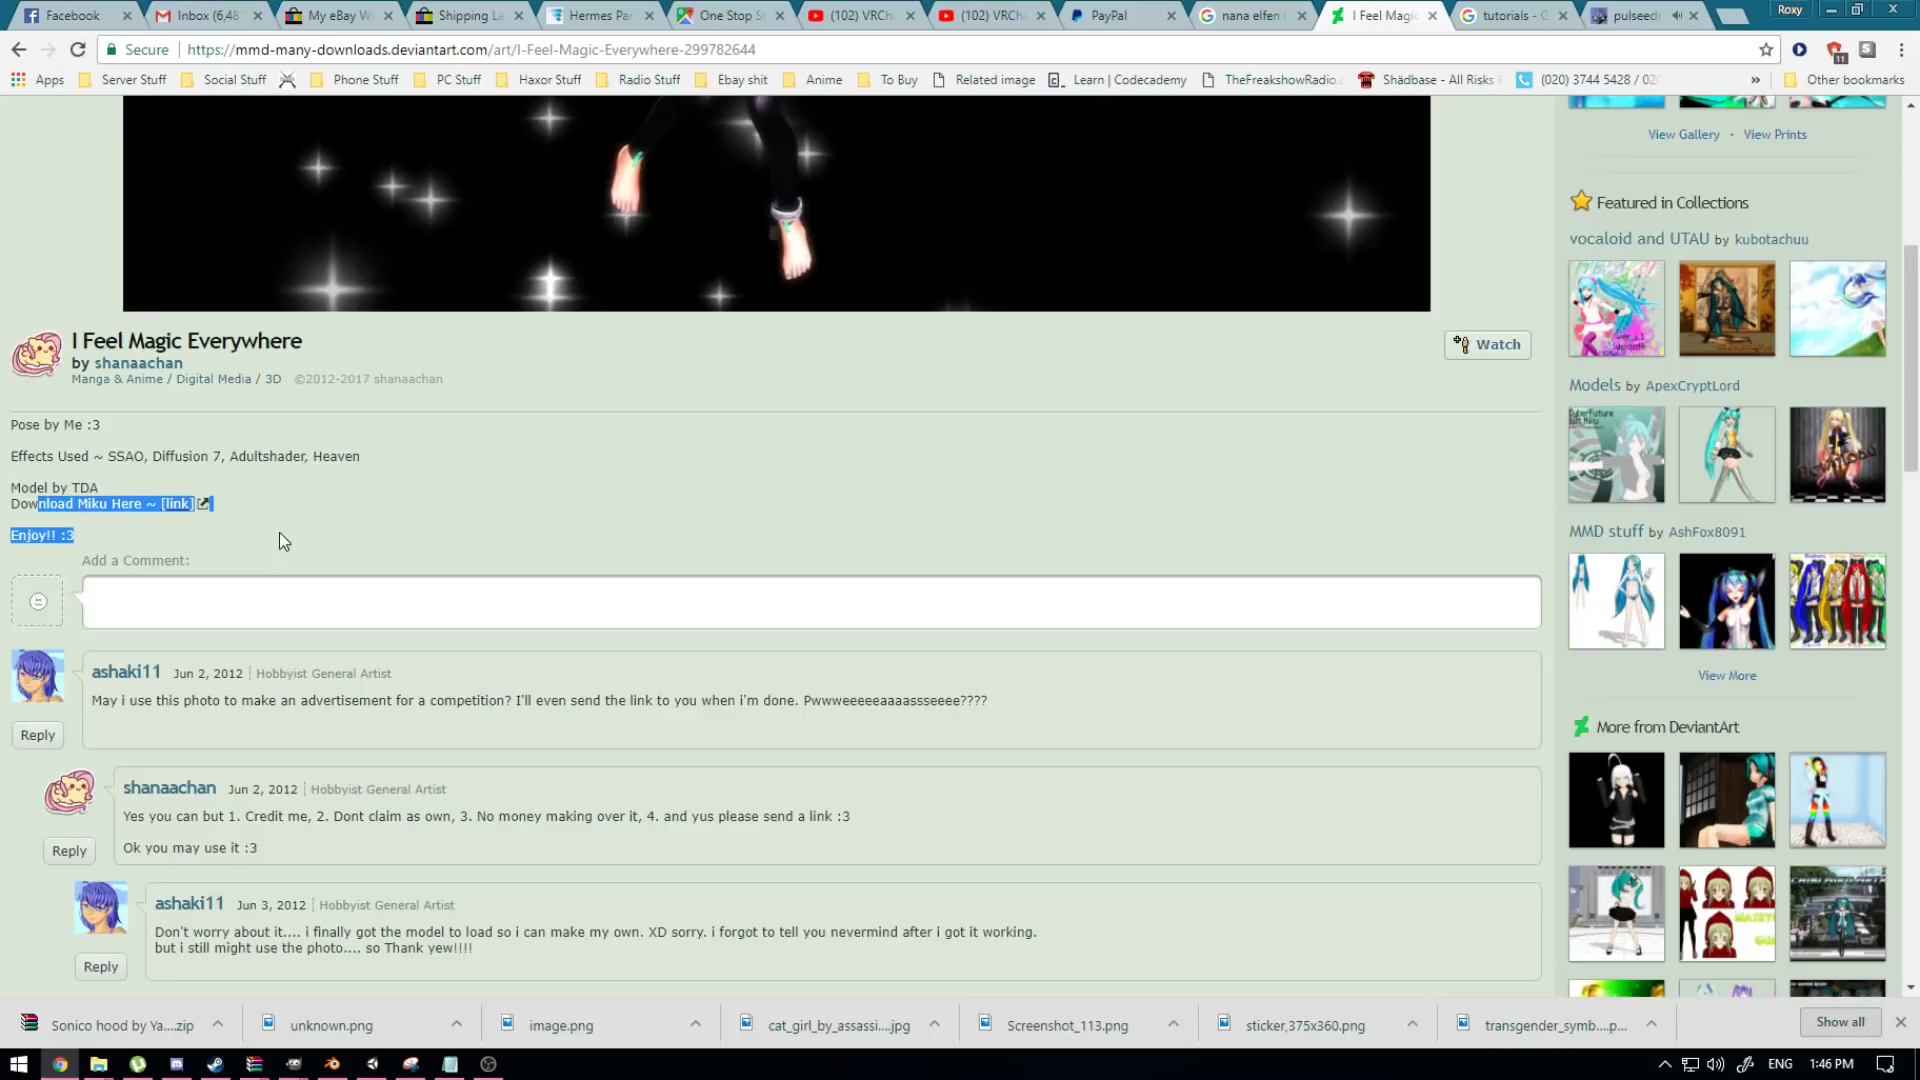 Facebook
Inbox (6,48
My eBay W
Shipping La
Hermes Pa
One Stop S
(102) VRCh
(102) VRCh
PayPal
nana elfen
I Feel Magic
tutorials - G
pulseed
Roxy
Secure
https://mmd-many-downloads.deviantart.com/art/I-Feel-Magic-Everywhere-299782644
11
Apps
Server Stuff
Social Stuff
Phone Stuff
PC Stuff
Haxor Stuff
Radio Stuff
Ebay shit
Anime
To Buy
Related image
Learn | Codecademy
TheFreakshowRadio.
Shädbase - All Risks
(020) 3744 5428 / 02
»
Other bookmarks
View Gallery · View Prints
Featured in Collections
vocaloid and UTAU by kubotachuu
I Feel Magic Everywhere
by shanaachan
Manga & Anime / Digital Media / 3D ©2012-2017 shanaachan
Watch
Models by ApexCryptLord
Pose by Me :3
Effects Used ~ SSAO, Diffusion 7, Adultshader, Heaven
Model by TDA
Download Miku Here ~ [link]
Enjoy!! :3
MMD stuff by AshFox8091
Add a Comment:
View More
ashaki11 Jun 2, 2012 | Hobbyist General Artist
May i use this photo to make an advertisement for a competition? I'll even send the link to you when i'm done. Pwwweeeeeaaaassseeee????
Reply
More from DeviantArt
shanaachan Jun 2, 2012 | Hobbyist General Artist
Yes you can but 1. Credit me, 2. Dont claim as own, 3. No money making over it, 4. and yus please send a link :3
Ok you may use it :3
Reply
ashaki11 Jun 3, 2012 | Hobbyist General Artist
Don't worry about it.... i finally got the model to load so i can make my own. XD sorry. i forgot to tell you nevermind after i got it working.
but i still might use the photo.... so Thank yew!!!!
Reply
Sonico hood by Ya....zip
unknown.png
image.png
cat_girl_by_assassi....jpg
Screenshot_113.png
sticker,375x360.png
transgender_symb....p...
Show all
ENG
1:46 PM